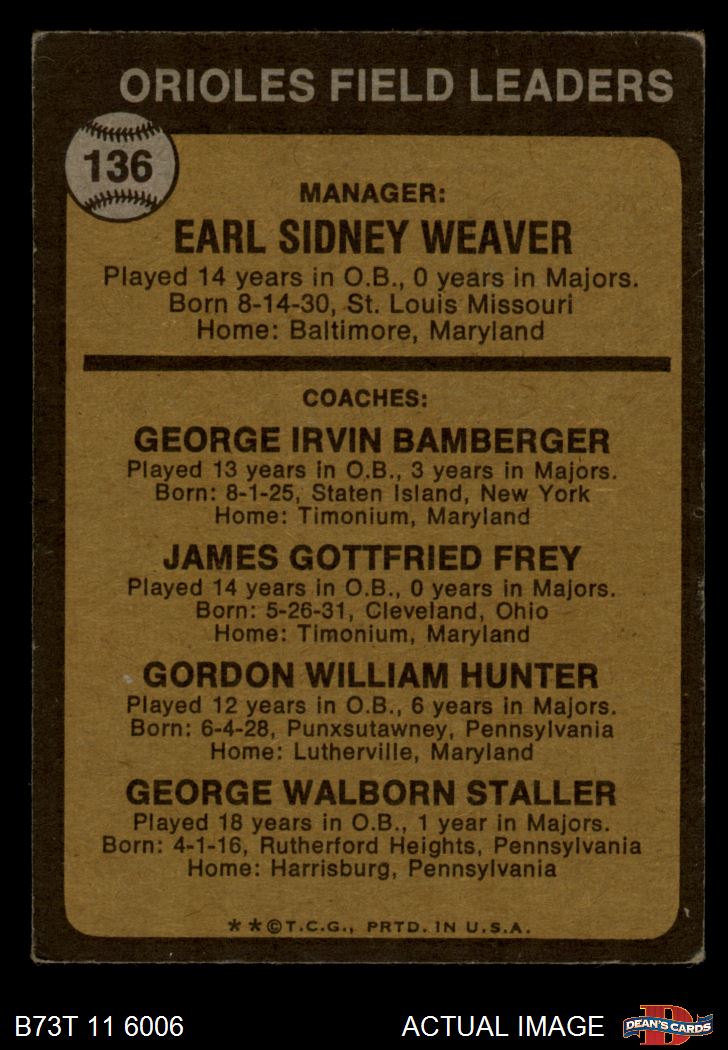 ORIOLES FIELD LEADERS
136
MANAGER:
EARL SIDNEY WEAVER
Played 14 years in O.B., 0 years in Majors.
Born 8-14-30, St. Louis Missouri
Home: Baltimore, Maryland
COACHES:
GEORGE IRVIN BAMBERGER
Played 13 years in O.B., 3 years in Majors.
Born: 8-1-25, Staten Island, New York
Home: Timonium, Maryland
JAMES GOTTFRIED FREY
Played 14 years in O.B., 0 years in Majors.
Born: 5-26-31, Cleveland, Ohio
Home: Timonium, Maryland
GORDON WILLIAM HUNTER
Played 12 years in O.B., 6 years in Majors.
Born: 6-4-28, Punxsutawney, Pennsylvania
Home: Lutherville, Maryland
GEORGE WALBORN STALLER
Played 18 years in O.B., 1 year in Majors.
Born: 4-1-16, Rutherford Heights, Pennsylvania
Home: Harrisburg, Pennsylvania
**©T.C.G., PRTD. IN U.S.A.
B73T 11 6006 ACTUAL IMAGE D DEAN'S CARDS